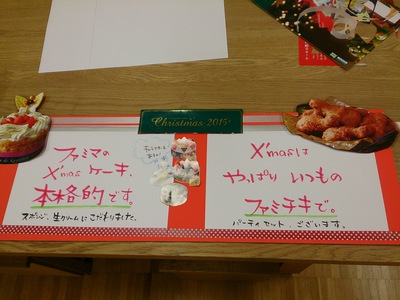 Christmas 2015
ファミマの
X'mas ケーキ、
本格的です。
スポンジ、生クリームにこだわりました。
X'masは
やっぱり いつもの
ファミチキで。
パーティセット ございます。